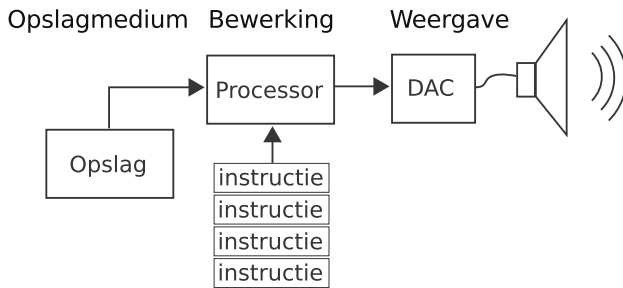 Opslagmedium Bewerking Weergave
Processor DAC
Opslag
instructie
instructie
instructie
instructie